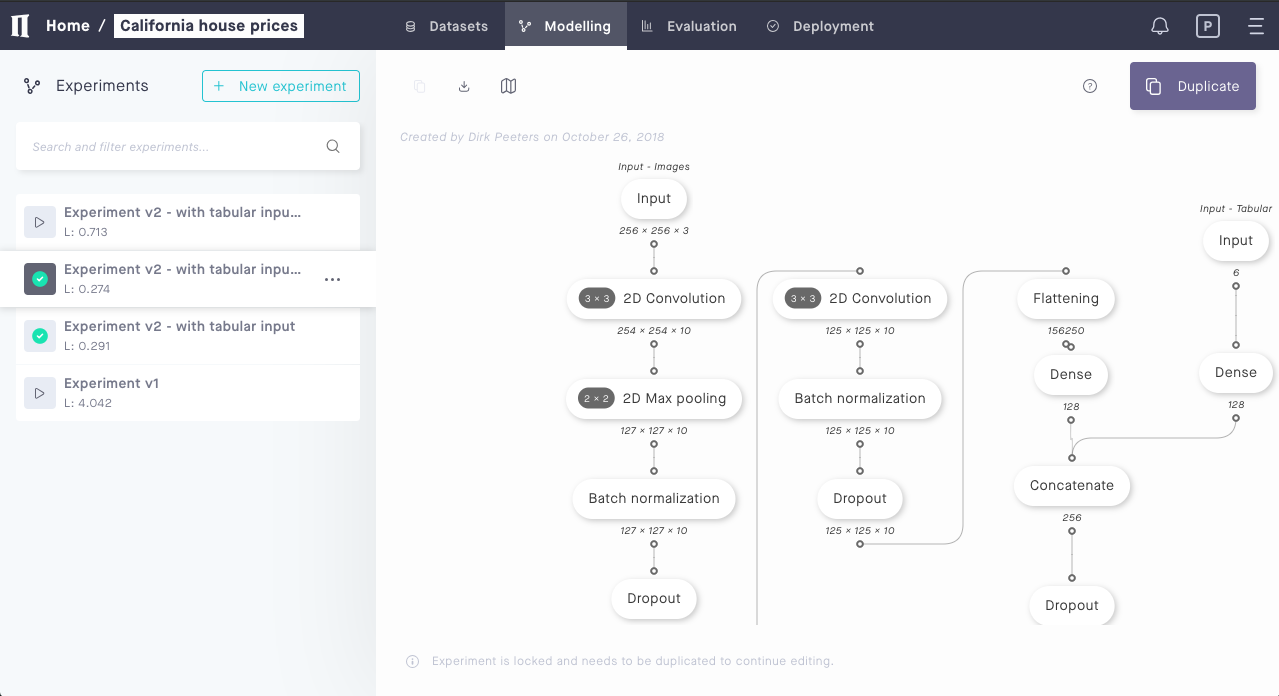 Home / California house prices
Datasets
Modelling
Evaluation
Deployment
P
Experiments
+ New experiment
Search and filter experiments...
Experiment v2 - with tabular inpu...
L: 0.713
Experiment v2 - with tabular inpu...
L: 0.274
Experiment v2 - with tabular input
L: 0.291
Experiment v1
L: 4.042
Duplicate
Created by Dirk Peeters on October 26, 2018
Input - Images
Input
256 × 256 × 3
3 × 3 2D Convolution
254 × 254 × 10
2 × 2 2D Max pooling
127 × 127 × 10
Batch normalization
127 × 127 × 10
Dropout
3 × 3 2D Convolution
125 × 125 × 10
Batch normalization
125 × 125 × 10
Dropout
125 × 125 × 10
Flattening
156250
Dense
128
Input - Tabular
Input
6
Dense
128
Concatenate
256
Dropout
Experiment is locked and needs to be duplicated to continue editing.